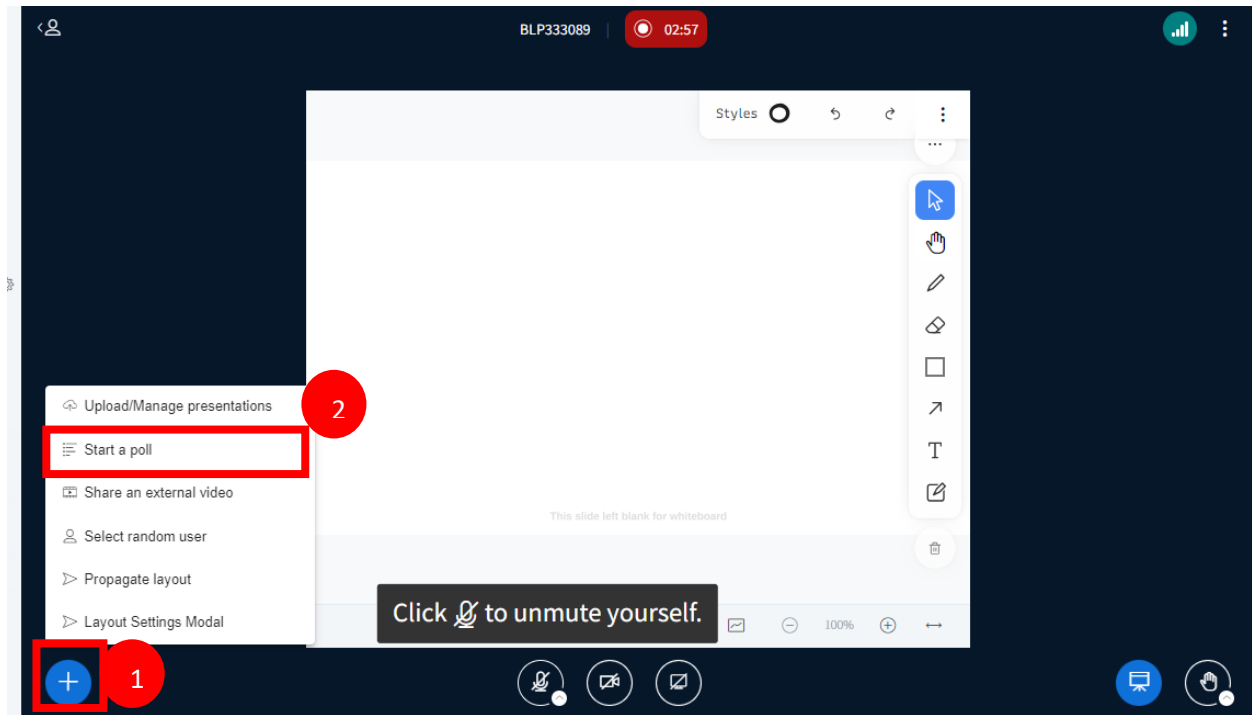 BLP333089
02:57
Styles
Upload/Manage presentations
2
Start a poll
Share an external video
Select random user
Propagate layout
Layout Settings Modal
This slide left blank for whiteboard
T
Click to unmute yourself.
100%
1